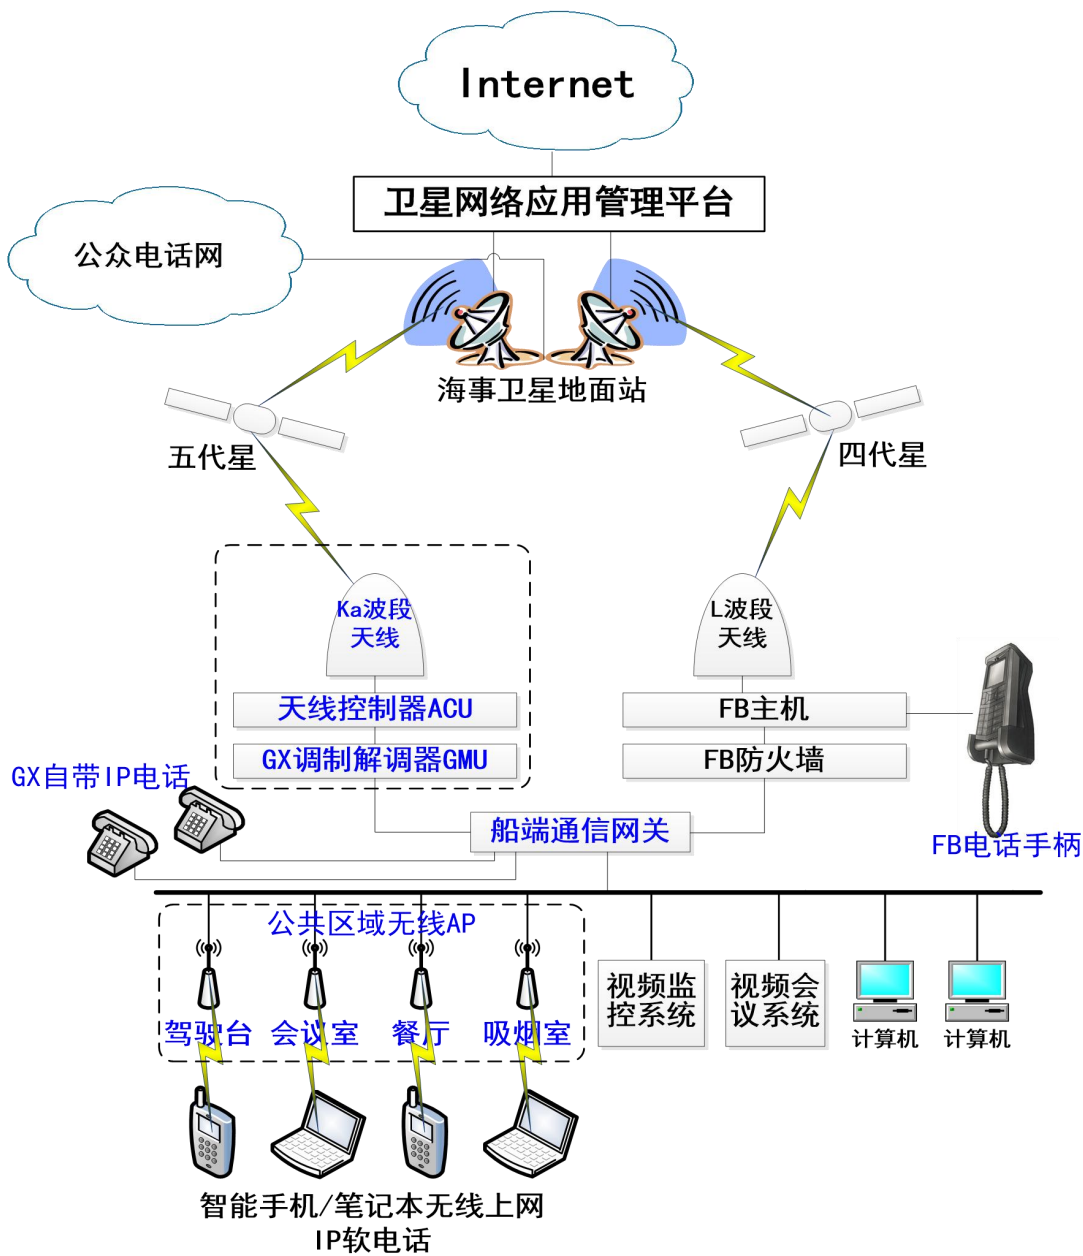 Internet
卫星网络应用管理平台
公众电话网
海事卫星地面站
五代星
四代星
Ka波段
天线
L波段
天线
天线控制器ACU
FB主机
GX调制解调器GMU
FB防火墙
GX自带IP电话
船端通信网关
FB电话手柄
公共区域无线AP
驾驶台
会议室
餐厅
吸烟室
视频监
控系统
视频会
议系统
计算机
计算机
智能手机/笔记本无线上网
IP软电话